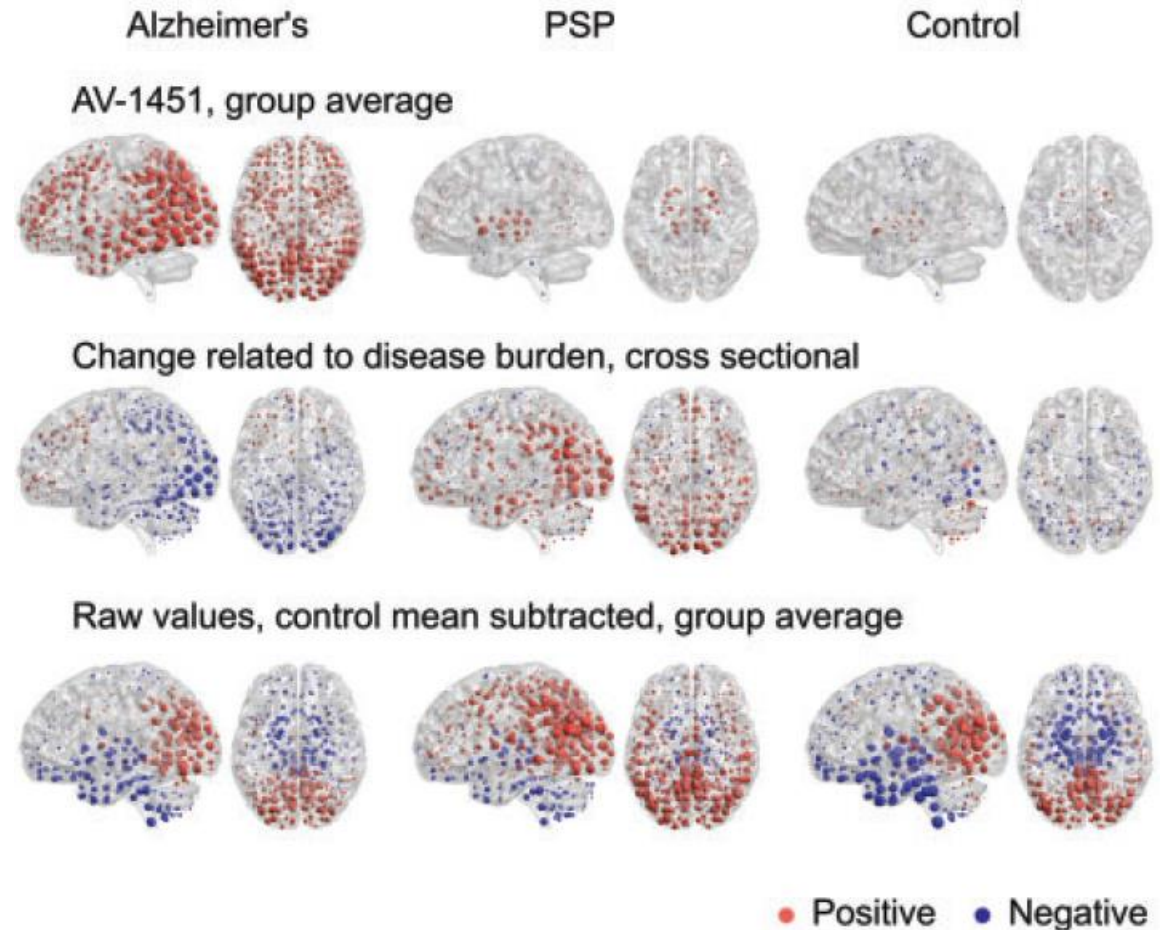 Alzheimer's PSP Control
AV-1451, group average
Change related to disease burden, cross sectional
Raw values, control mean subtracted, group average
Positive Negative